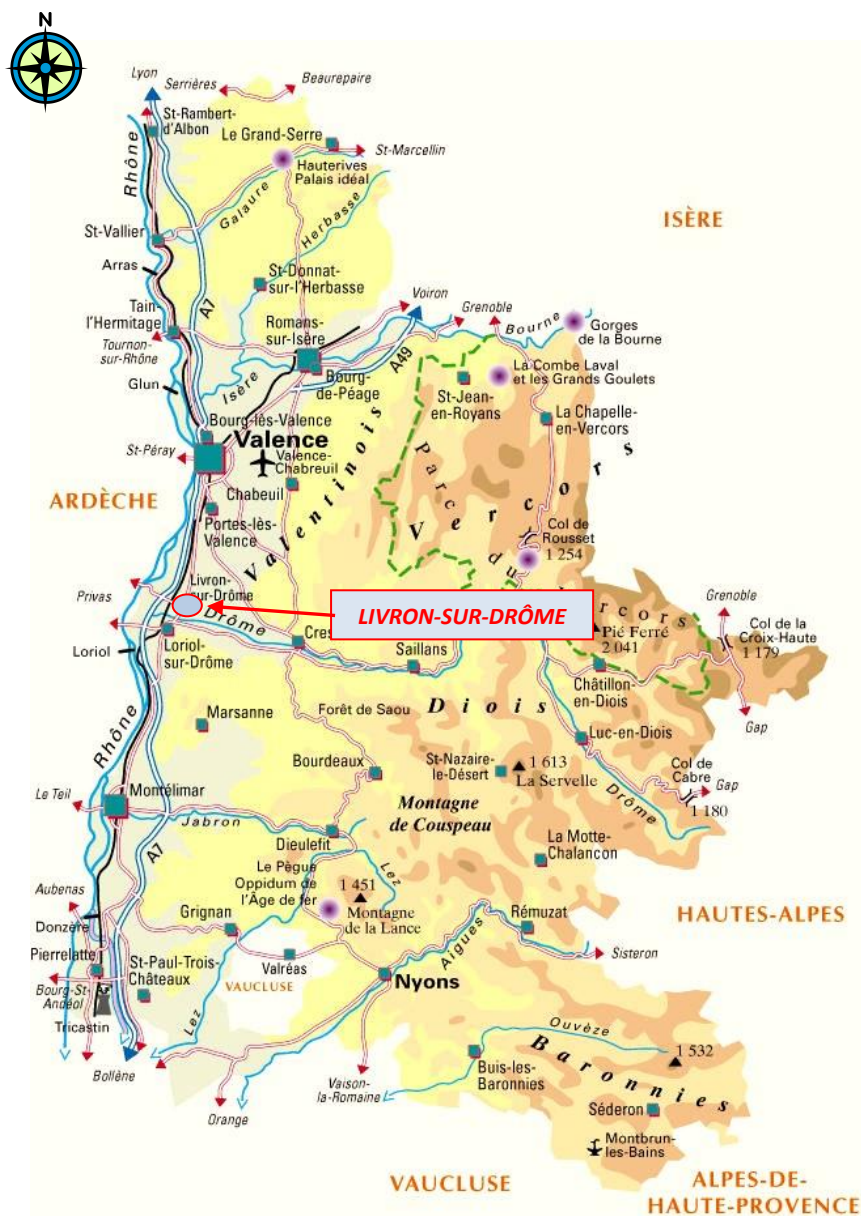 N
Lyon
Serrières
Beaurepaire
St-Rambert-
d'Albon
Le Grand-Serre
St-Marcellin
Hauterives
Palais idéal
Rhône
Galaure
Herbasse
ISÈRE
St-Vallier
Arras
St-Donnat-
sur-l'Herbasse
A7
Voiron
Grenoble
Bourne
Gorges
de la Bourne
Tain-
l'Hermitage
Romans-
sur-Isère
Tournon-
sur-Rhône
A49
La Combe Laval
et les Grands Goulets
Glun
Isère
Bourg-
de-Péage
St-Jean-
en-Royans
La Chapelle-
en-Vercors
Bourg-lès-Valence
Valence
St-Péray
Valence-
Chabreuil
Valentinois
Parc
du
Vercors
ARDÈCHE
Chabeuil
Portes-lès-
Valence
Col de
Rousset
1 254
Livron-
sur-Drôme
Privas
LIVRON-SUR-DRÔME
Drôme
ercors
Grenoble
Pié Ferré
2 041
Col de la
Croix-Haute
1 179
Loriol
Loriol-
sur-Drôme
Cres
Saillans
Châtillon-
en-Diois
Gap
Marsanne
Forêt de Saou
Diois
Luc-en-Diois
Rhône
Bourdeaux
St-Nazaire-
le-Désert
1 613
La Servelle
Col de
Cabre
Gap
1 180
Drôme
Le Teil
Montélimar
Jabron
Montagne
de Couspeau
Dieulefit
La Motte-
Chalancon
A7
Le Pègue
Oppidum de
l'Âge de fer
Lez
1 451
Montagne
de la Lance
Aubenas
Donzère
Grignan
Rémuzat
HAUTES-ALPES
Pierrelatte
St-Paul-Trois-
Châteaux
Valréas
Aigues
Sisteron
Bourg-St-
Andéol
VAUCLUSE
Nyons
Tricastin
Lez
Ouvèze
Bollène
Baronnies
1 532
Buis-les-
Baronnies
Vaison-
la-Romaine
Orange
Séderon
Montbrun-
les-Bains
VAUCLUSE
ALPES-DE-
HAUTE-PROVENCE